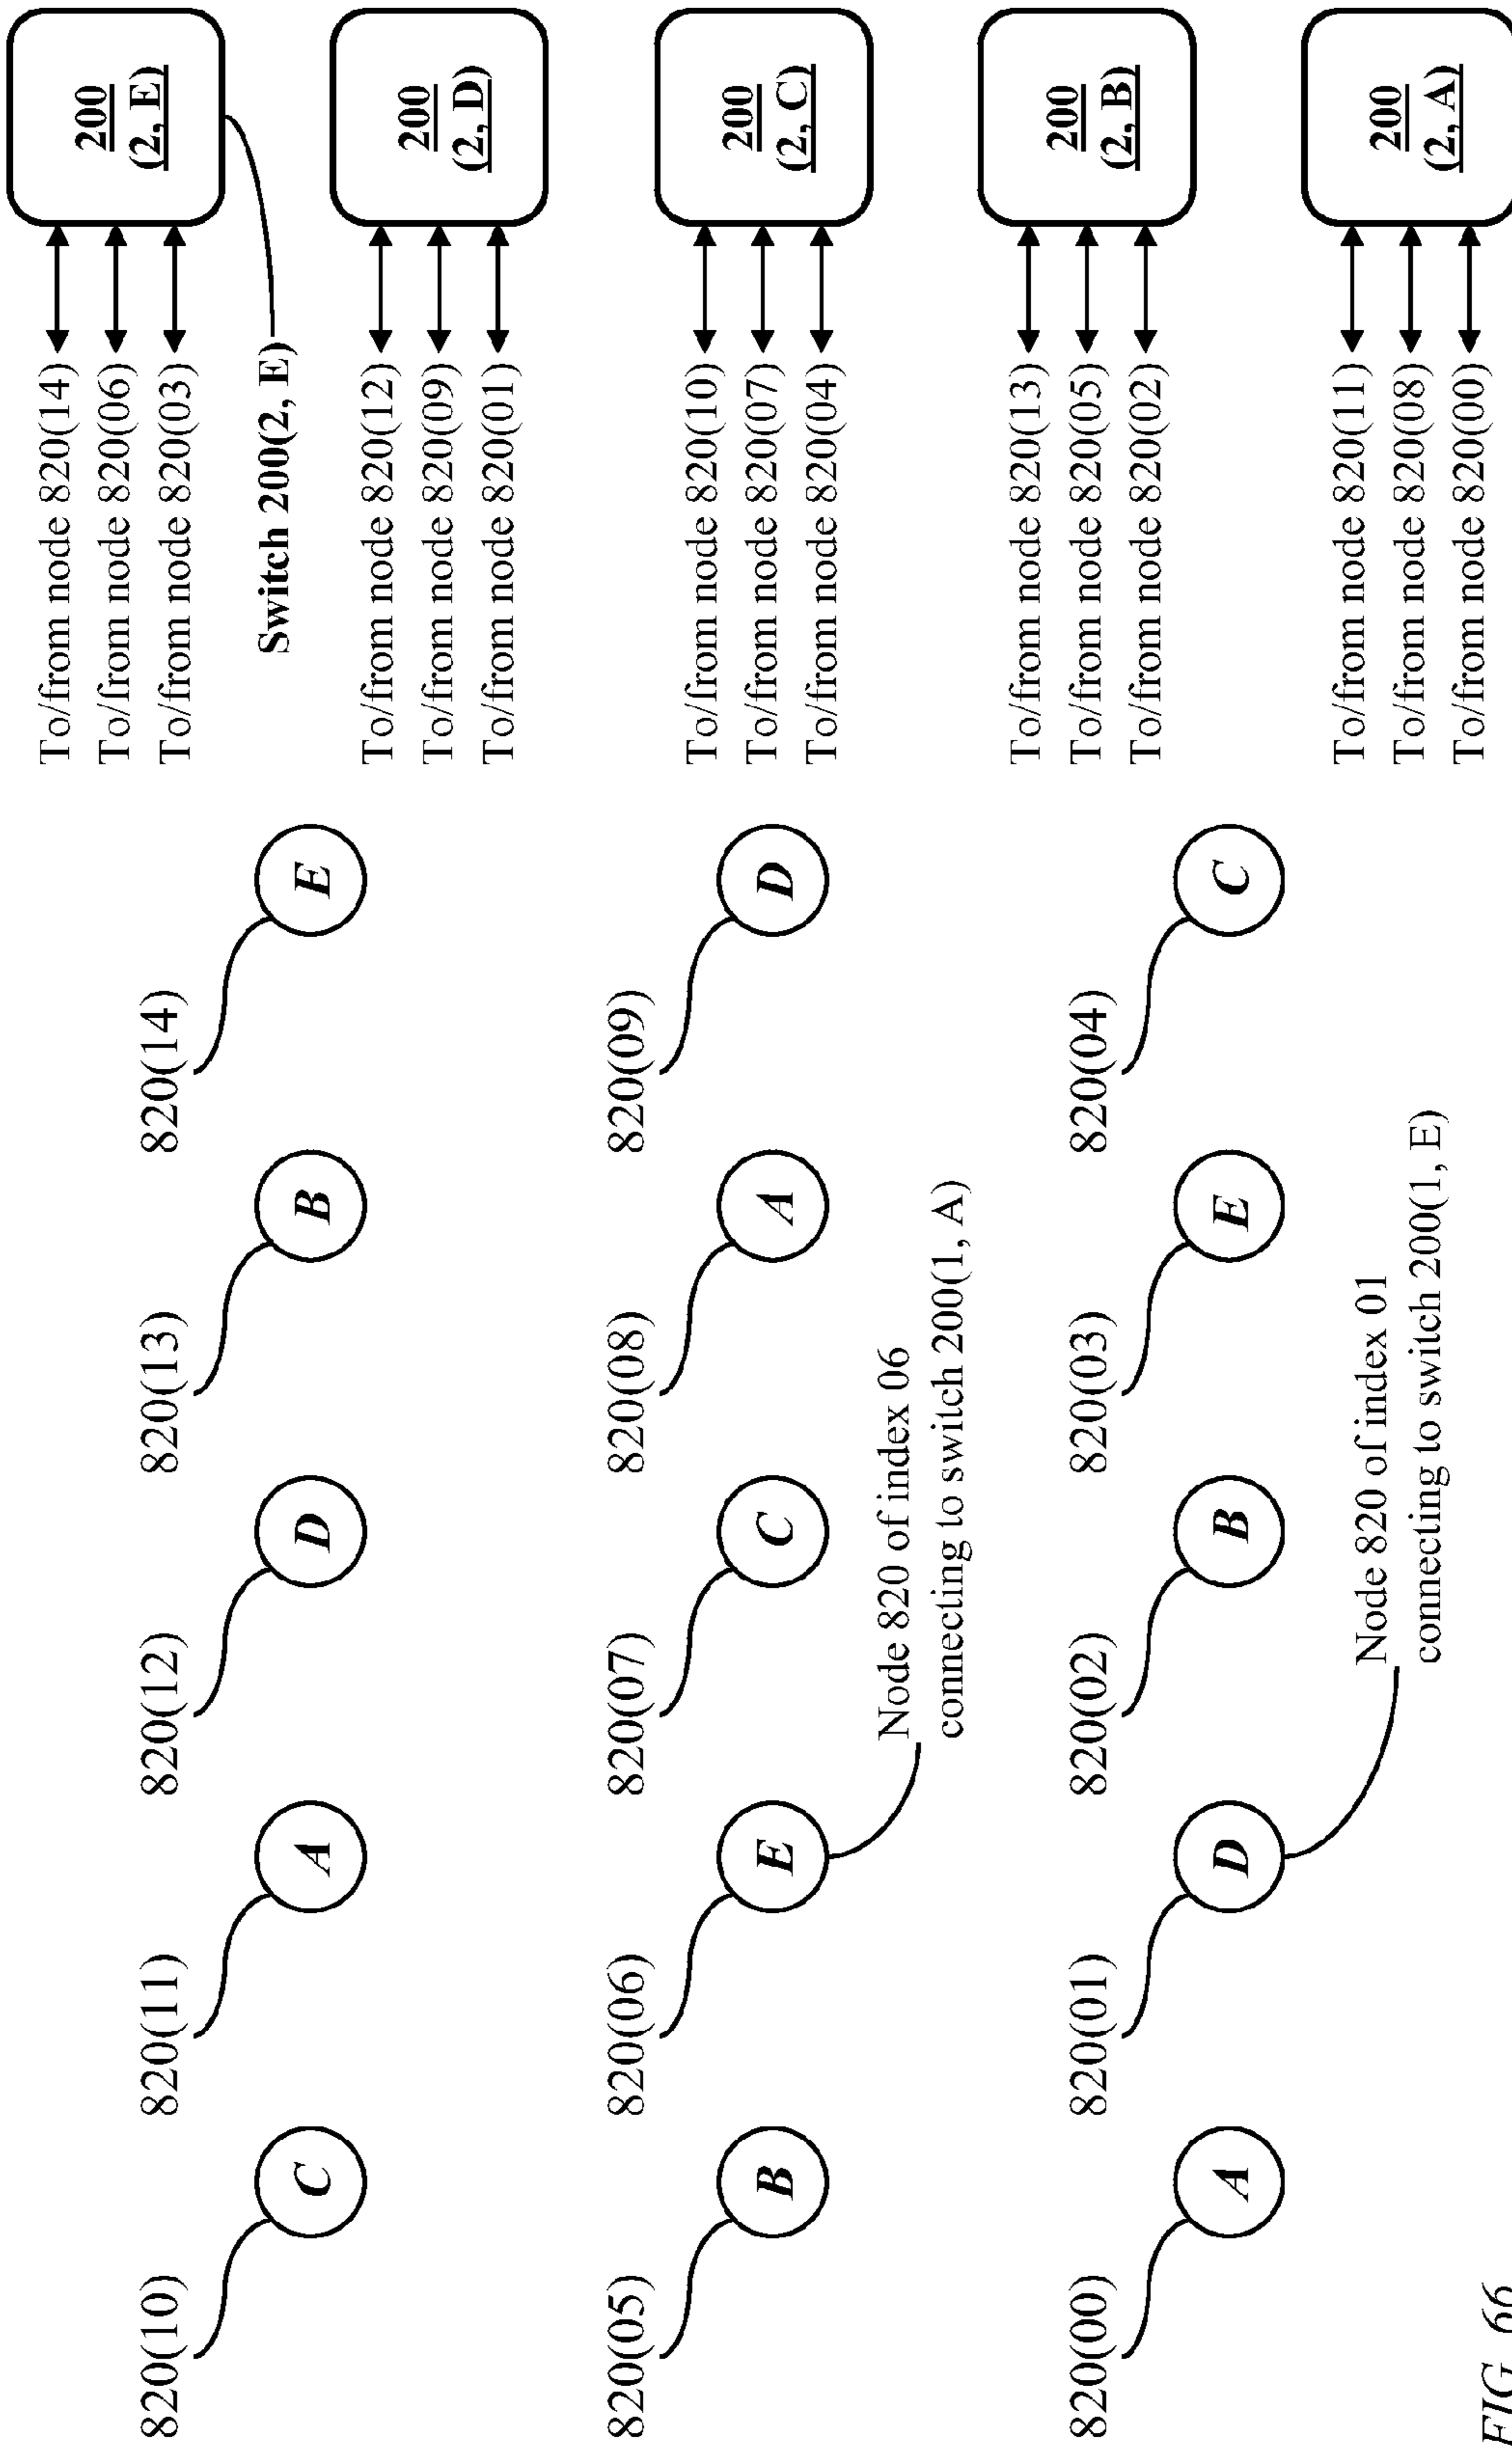 820(10)
820(11)
820(12)
820(13)
820(14)
C
A
D
B
E
820(05)
820(06)
820(07)
820(08)
820(09)
B
E
C
A
D
Node 820 of index 06
connecting to switch 200(1, A)
820(00)
820(01)
820(02)
820(03)
820(04)
A
D
B
E
C
Node 820 of index 01
connecting to switch 200(1, E)
To/from node 820(14)
To/from node 820(06)
To/from node 820(03)
200
(2, E)
Switch 200(2, E)
To/from node 820(12)
To/from node 820(09)
To/from node 820(01)
200
(2, D)
To/from node 820(10)
To/from node 820(07)
To/from node 820(04)
200
(2, C)
To/from node 820(13)
To/from node 820(05)
To/from node 820(02)
200
(2, B)
To/from node 820(11)
To/from node 820(08)
To/from node 820(00)
200
(2, A)
FIG. 66